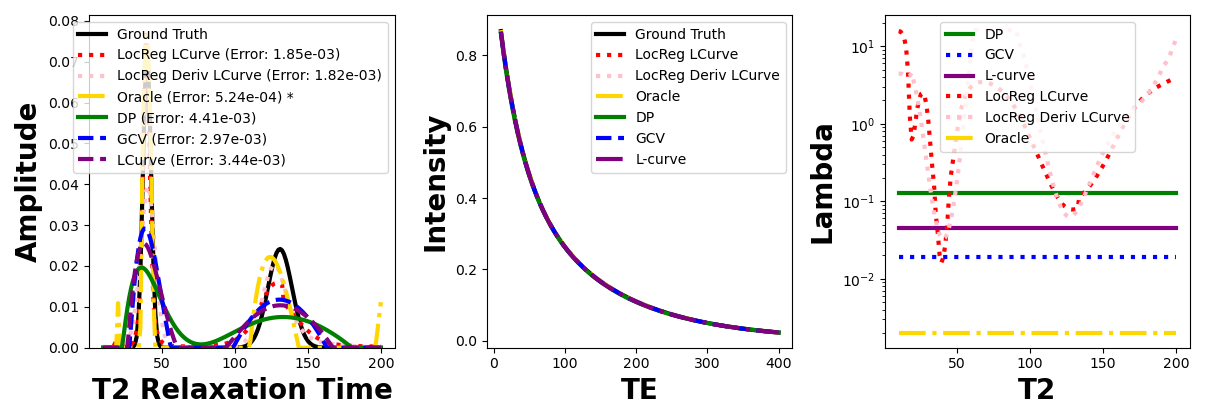 0.08
0.07
0.06
0.05
0.04
0.03
0.02
0.01
0.00
Amplitude
Ground Truth
LocReg LCurve (Error: 1.85e-03)
LocReg Deriv LCurve (Error: 1.82e-03)
Oracle (Error: 5.24e-04) *
DP (Error: 4.41e-03)
GCV (Error: 2.97e-03)
LCurve (Error: 3.44e-03)
50 100 150 200
T2 Relaxation Time
0.8
0.6
0.4
0.2
0.0
Intensity
Ground Truth
LocReg LCurve
LocReg Deriv LCurve
Oracle
DP
GCV
L-curve
0 100 200 300 400
TE
10¹
10⁰
10⁻¹
10⁻²
Lambda
DP
GCV
L-curve
LocReg LCurve
LocReg Deriv LCurve
Oracle
50 100 150 200
T2